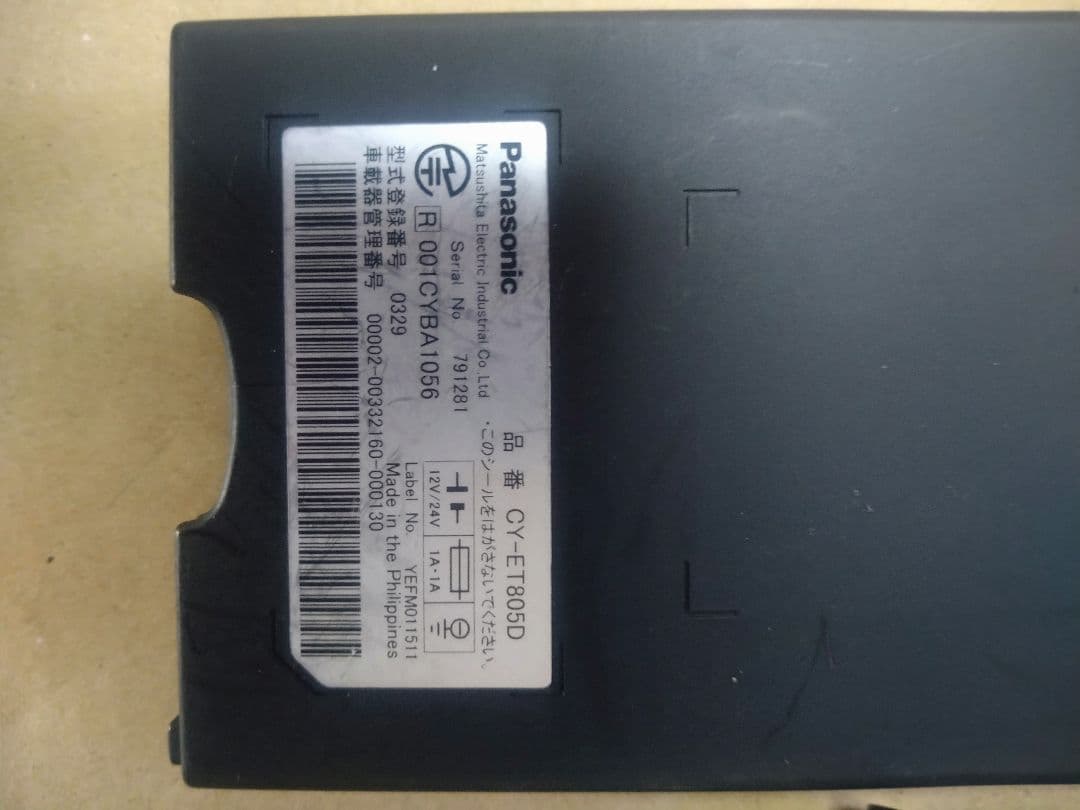 Panasonic 品 番 CY-ET805D
Matsushita Electric Industrial Co.,Ltd ・このシールをはがさないでください。
Serial No 791281
R 001CYBA1056
12V/24V 1A・1A
型式登録番号 0329
Label No. YEFM011511
車載器管理番号 00002-00332160-000130
Made in the Philippines